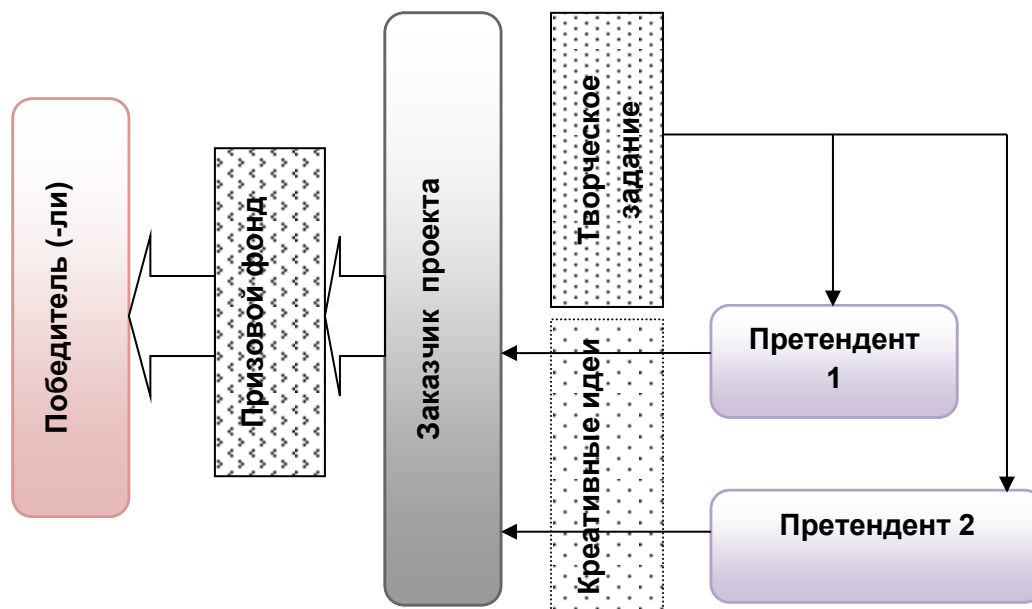 Победитель (-ли)
Призовой фонд
Заказчик проекта
Творческое
задание
Креативные идеи
Претендент
1
Претендент 2